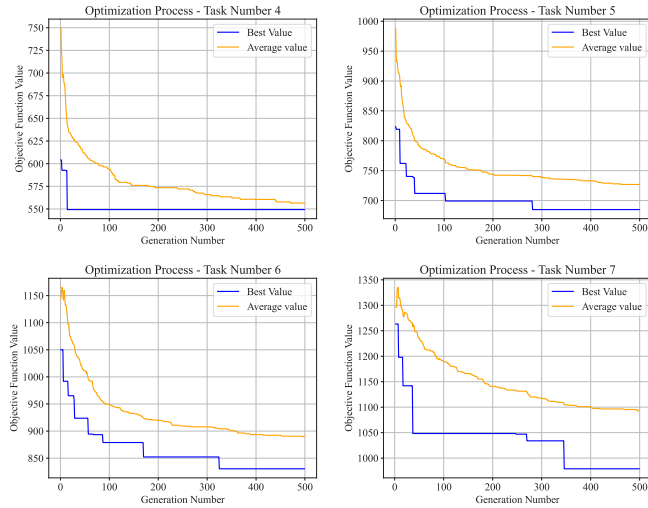 Optimization Process - Task Number 4
Objective Function Value
750
725
700
675
650
625
600
575
550
0
100
200
300
400
500
Generation Number
Best Value
Average value
Optimization Process - Task Number 5
Objective Function Value
1000
950
900
850
800
750
700
0
100
200
300
400
500
Generation Number
Best Value
Average value
Optimization Process - Task Number 6
Objective Function Value
1150
1100
1050
1000
950
900
850
0
100
200
300
400
500
Generation Number
Best Value
Average value
Optimization Process - Task Number 7
Objective Function Value
1350
1300
1250
1200
1150
1100
1050
1000
0
100
200
300
400
500
Generation Number
Best Value
Average value